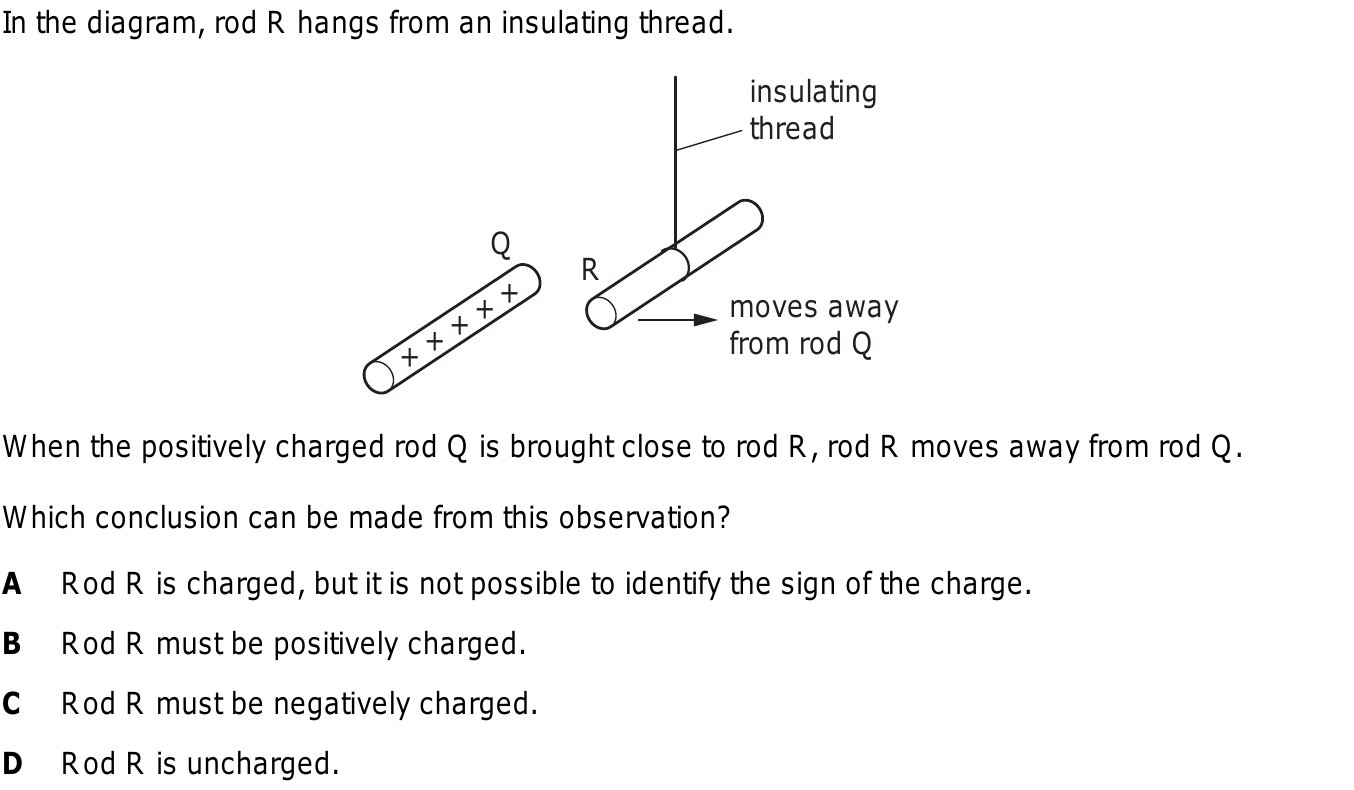 In the diagram, rod R hangs from an insulating thread.
insulating
thread
Q
R
+ + + + +
moves away
from rod Q
When the positively charged rod Q is brought close to rod R, rod R moves away from rod Q.
Which conclusion can be made from this observation?
A Rod R is charged, but it is not possible to identify the sign of the charge.
B Rod R must be positively charged.
C Rod R must be negatively charged.
D Rod R is uncharged.